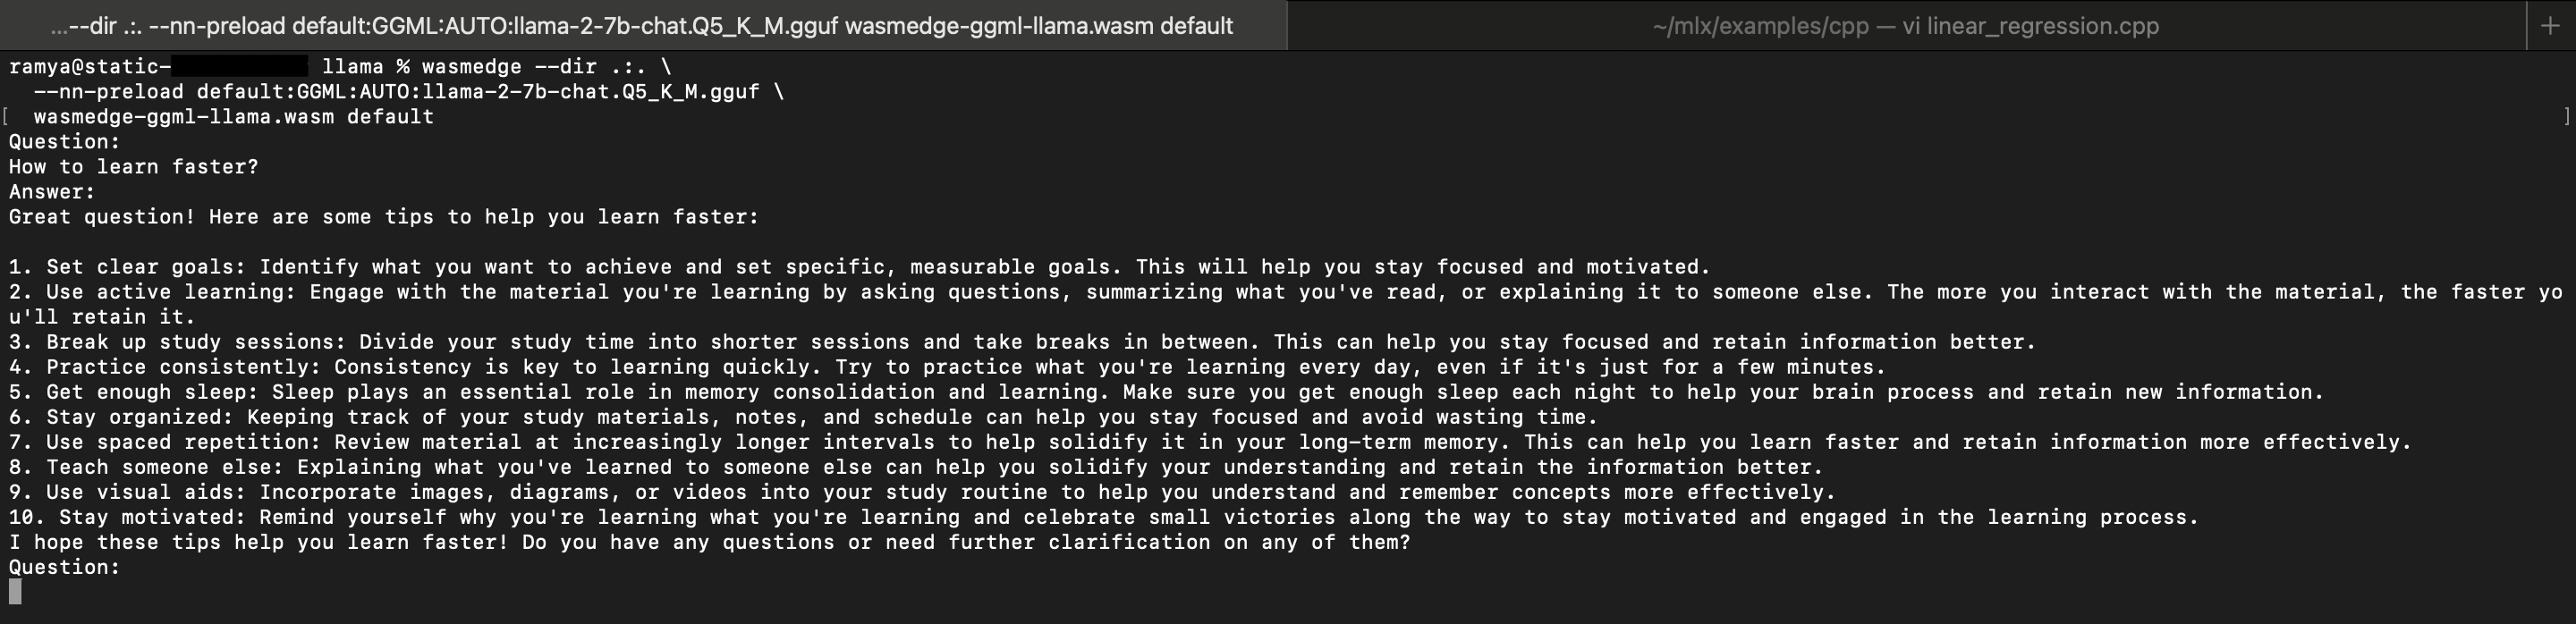 ...--dir .:. --nn-preload default:GGML:AUTO:llama-2-7b-chat.Q5_K_M.gguf wasmedge-ggml-llama.wasm default
~/mlx/examples/cpp — vi linear_regression.cpp
+
ramya@static- llama % wasmedge --dir .:. \
--nn-preload default:GGML:AUTO:llama-2-7b-chat.Q5_K_M.gguf \
[ wasmedge-ggml-llama.wasm default ]
Question:
How to learn faster?
Answer:
Great question! Here are some tips to help you learn faster:
1. Set clear goals: Identify what you want to achieve and set specific, measurable goals. This will help you stay focused and motivated.
2. Use active learning: Engage with the material you're learning by asking questions, summarizing what you've read, or explaining it to someone else. The more you interact with the material, the faster yo
u'll retain it.
3. Break up study sessions: Divide your study time into shorter sessions and take breaks in between. This can help you stay focused and retain information better.
4. Practice consistently: Consistency is key to learning quickly. Try to practice what you're learning every day, even if it's just for a few minutes.
5. Get enough sleep: Sleep plays an essential role in memory consolidation and learning. Make sure you get enough sleep each night to help your brain process and retain new information.
6. Stay organized: Keeping track of your study materials, notes, and schedule can help you stay focused and avoid wasting time.
7. Use spaced repetition: Review material at increasingly longer intervals to help solidify it in your long-term memory. This can help you learn faster and retain information more effectively.
8. Teach someone else: Explaining what you've learned to someone else can help you solidify your understanding and retain the information better.
9. Use visual aids: Incorporate images, diagrams, or videos into your study routine to help you understand and remember concepts more effectively.
10. Stay motivated: Remind yourself why you're learning what you're learning and celebrate small victories along the way to stay motivated and engaged in the learning process.
I hope these tips help you learn faster! Do you have any questions or need further clarification on any of them?
Question: